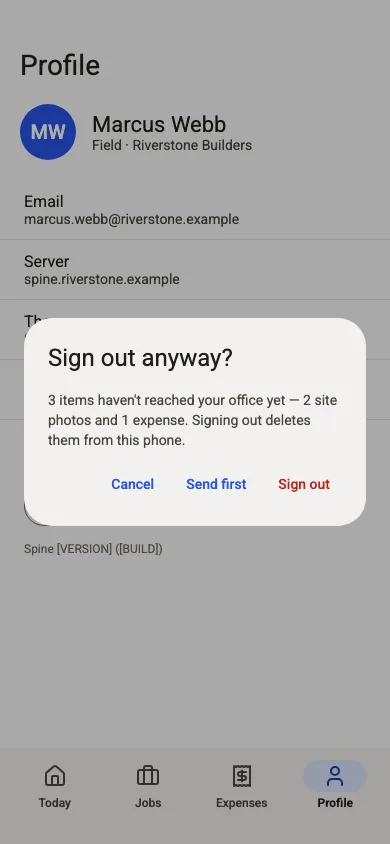 Profile
MW
Marcus Webb
Field · Riverstone Builders
Email
marcus.webb@riverstone.example
Server
spine.riverstone.example
Sign out anyway?
3 items haven't reached your office yet — 2 site
photos and 1 expense. Signing out deletes
them from this phone.
Cancel Send first Sign out
Spine [VERSION] ([BUILD])
Today Jobs Expenses Profile